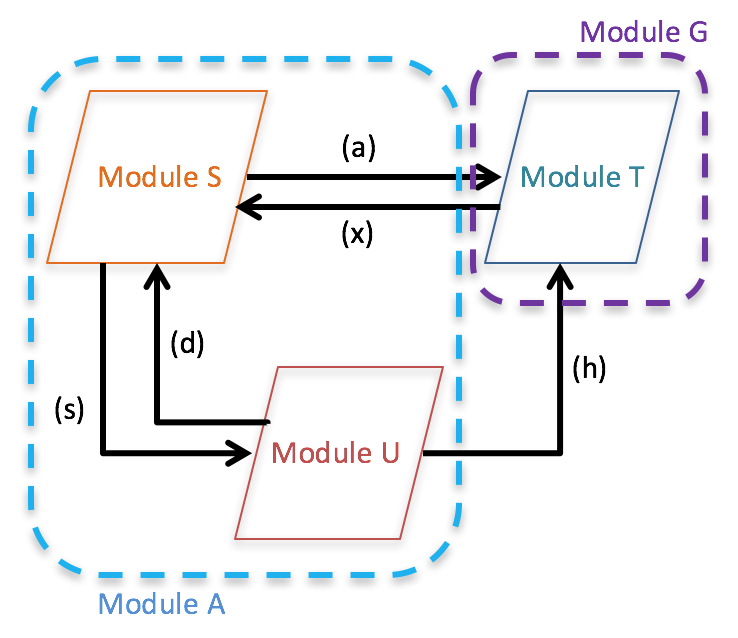 Module G
(a)
Module S
Module T
(x)
(d)
(h)
(s)
Module U
Module A